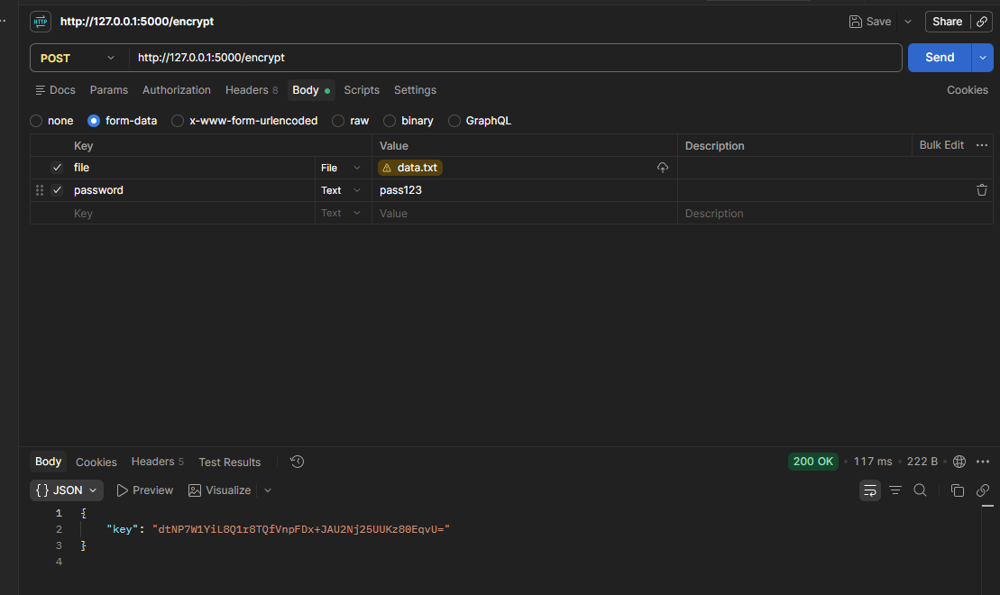 HTTP http://127.0.0.1:5000/encrypt Save Share
POST http://127.0.0.1:5000/encrypt Send
Docs Params Authorization Headers 8 Body Scripts Settings Cookies
none form-data x-www-form-urlencoded raw binary GraphQL
Key Value Description Bulk Edit
file File data.txt
password Text pass123
Key Text Value Description
Body Cookies Headers 5 Test Results 200 OK 117 ms 222 B
{} JSON Preview Visualize
1 {
2 "key": "dtNP7W1YiL8Q1r8TQfVnpFDx+JAU2Nj25UUKz80EqvU="
3 }
4